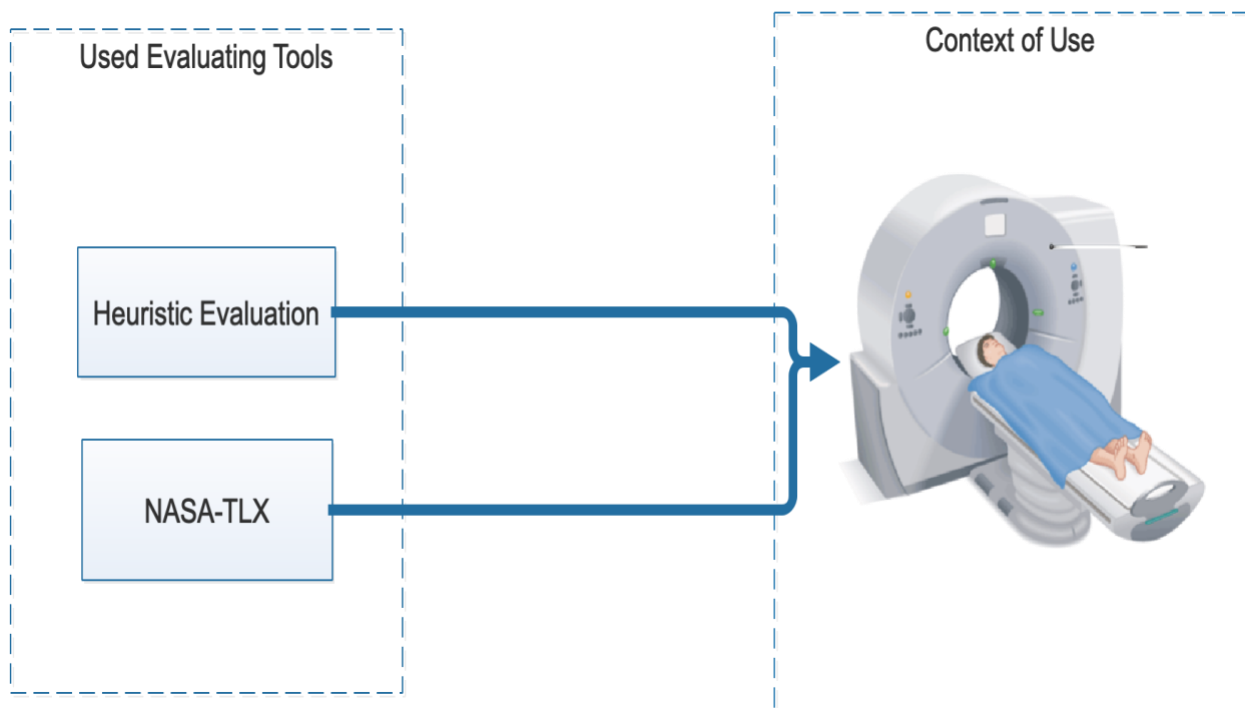 Used Evaluating Tools
Context of Use
Heuristic Evaluation
NASA-TLX